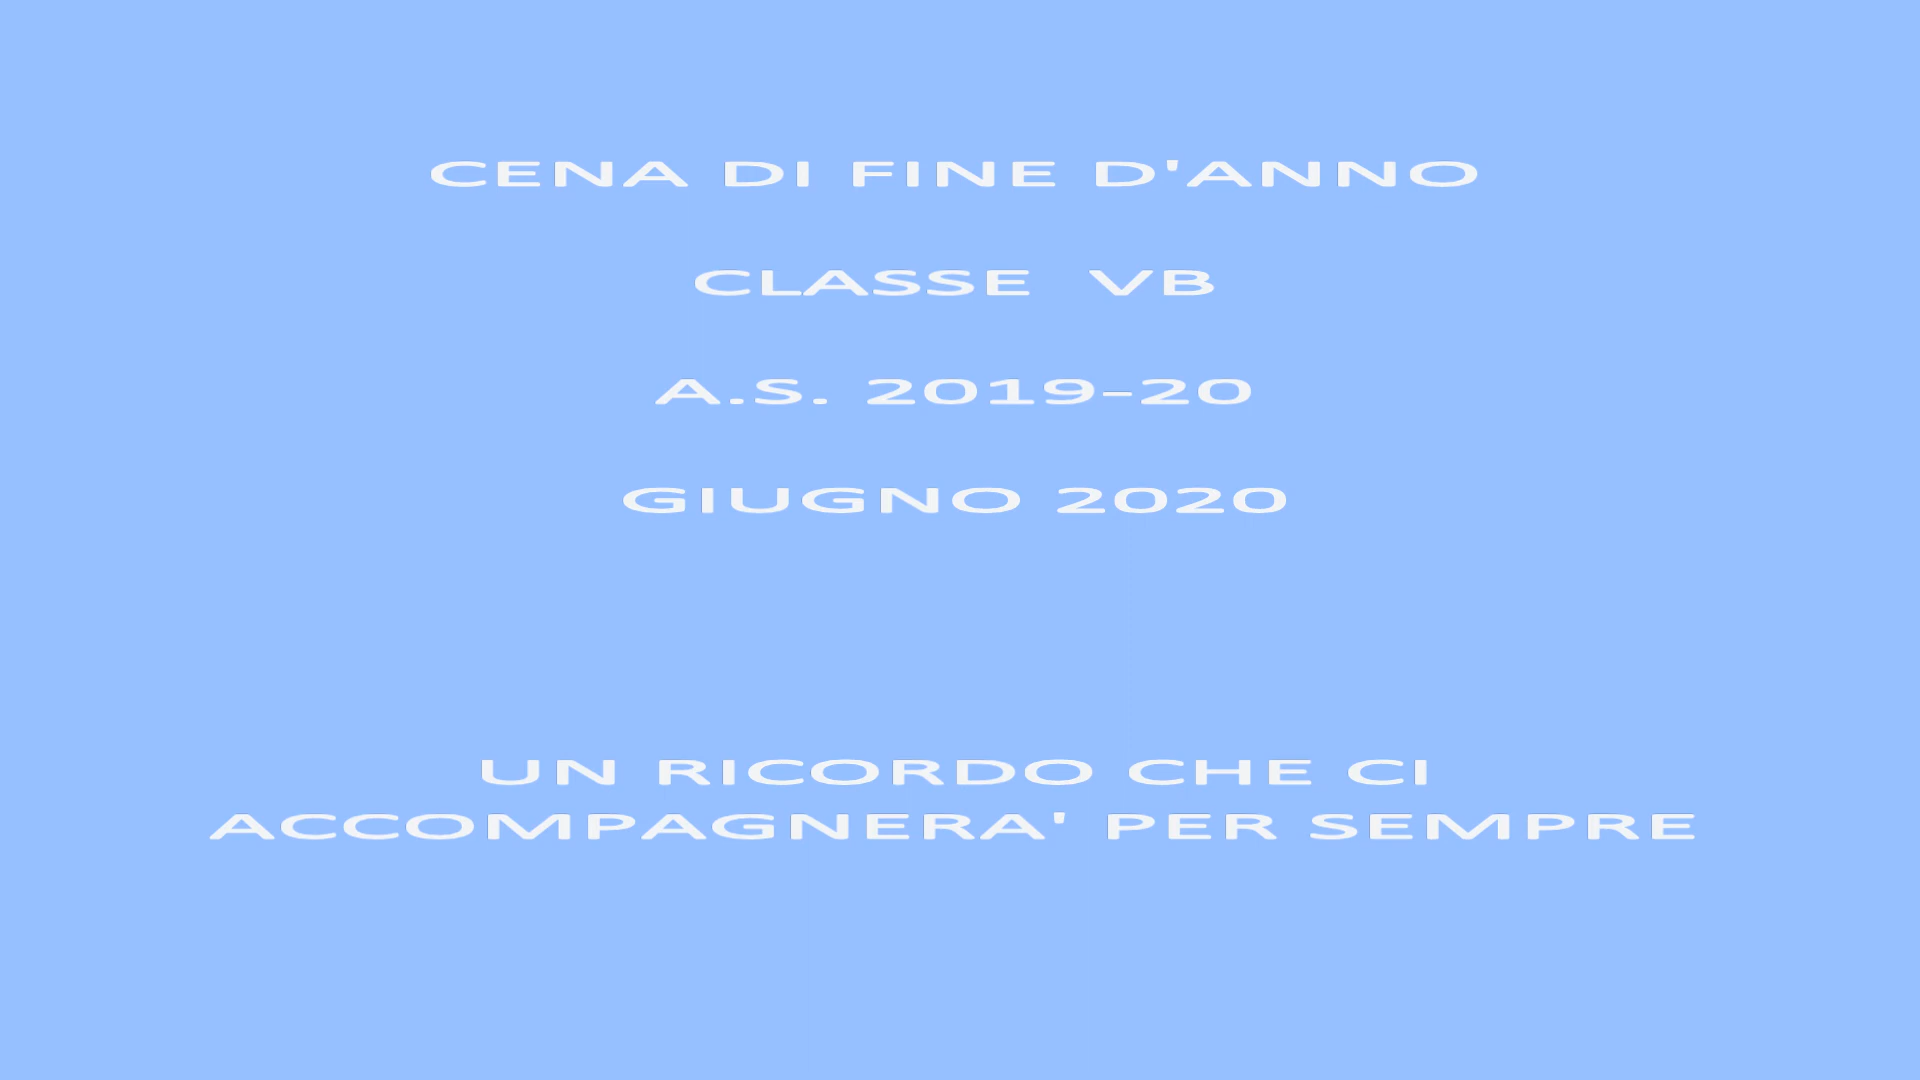 CENA DI FINE D'ANNO
CLASSE VB
A.S. 2019-20
GIUGNO 2020
UN RICORDO CHE CI
ACCOMPAGNERA' PER SEMPRE